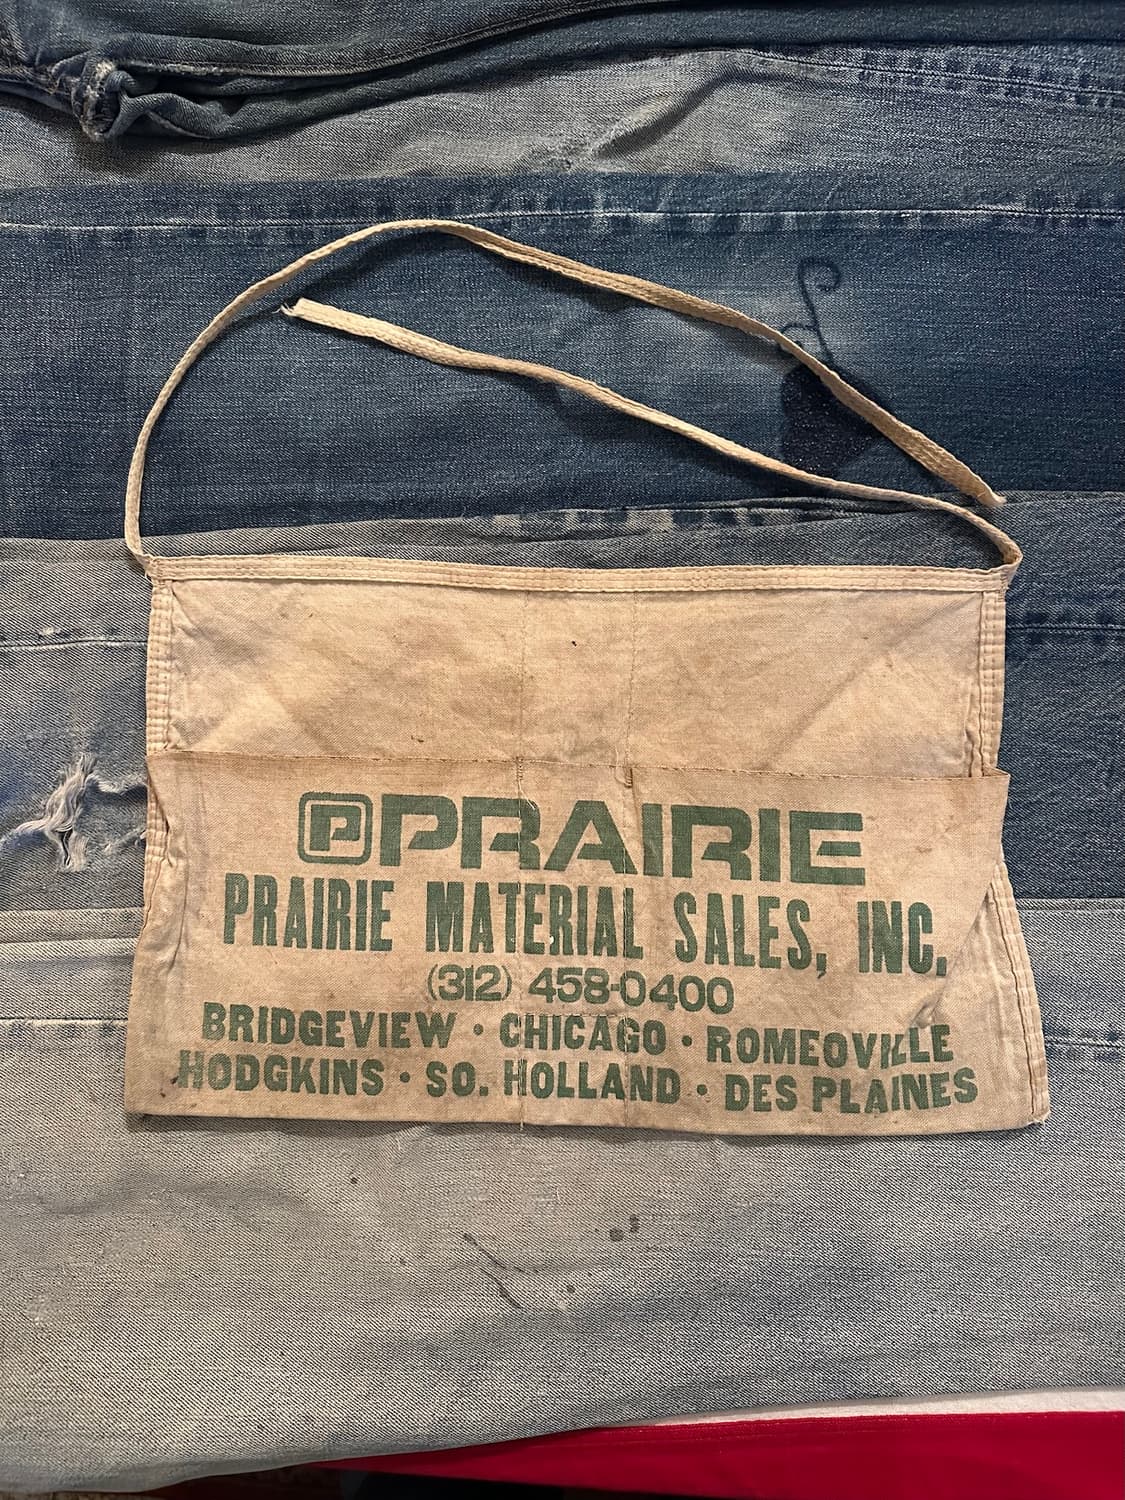 P PRAIRIE
PRAIRIE MATERIAL SALES, INC.
(312) 458-0400
BRIDGEVIEW • CHICAGO • ROMEOVILLE
HODGKINS • SO. HOLLAND • DES PLAINES